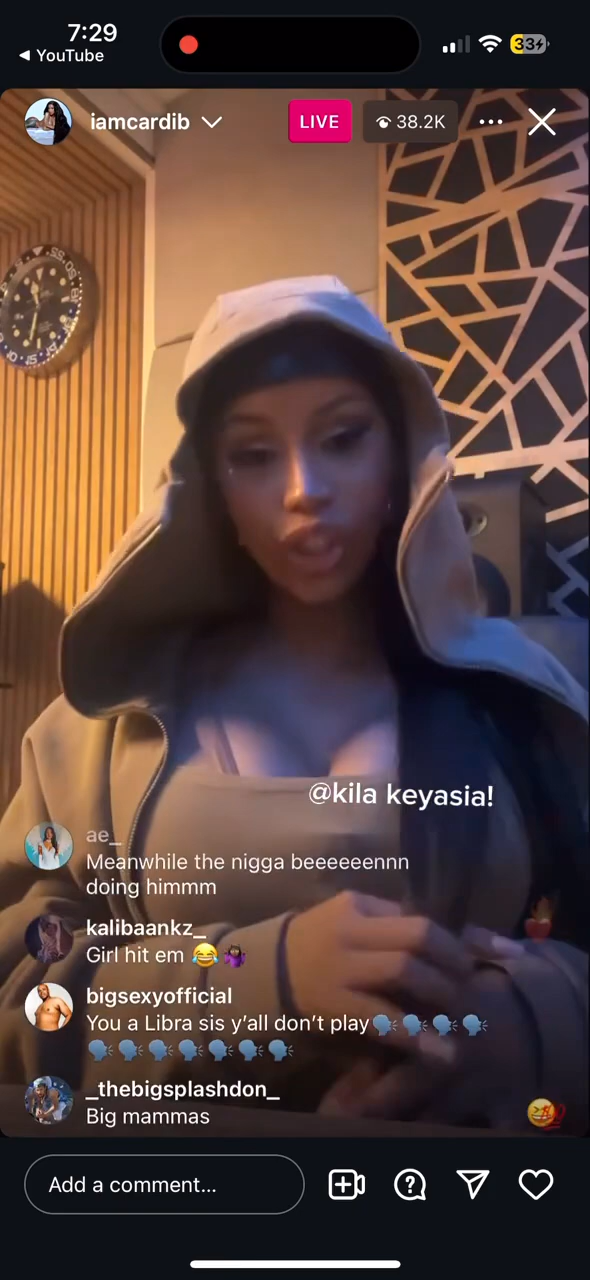 7:29
◀ YouTube
33
iamcardib
LIVE
38.2K
@kila keyasia!
ae_
Meanwhile the nigga beeeeeennn
doing himmm
kalibaankz_
Girl hit em 😂🤷🏿‍♀️
bigsexyofficial
You a Libra sis y’all don’t play🗣️🗣️🗣️🗣️
🗣️🗣️🗣️🗣️🗣️🗣️🗣️
_thebigsplashdon_
Big mammas
Add a comment...